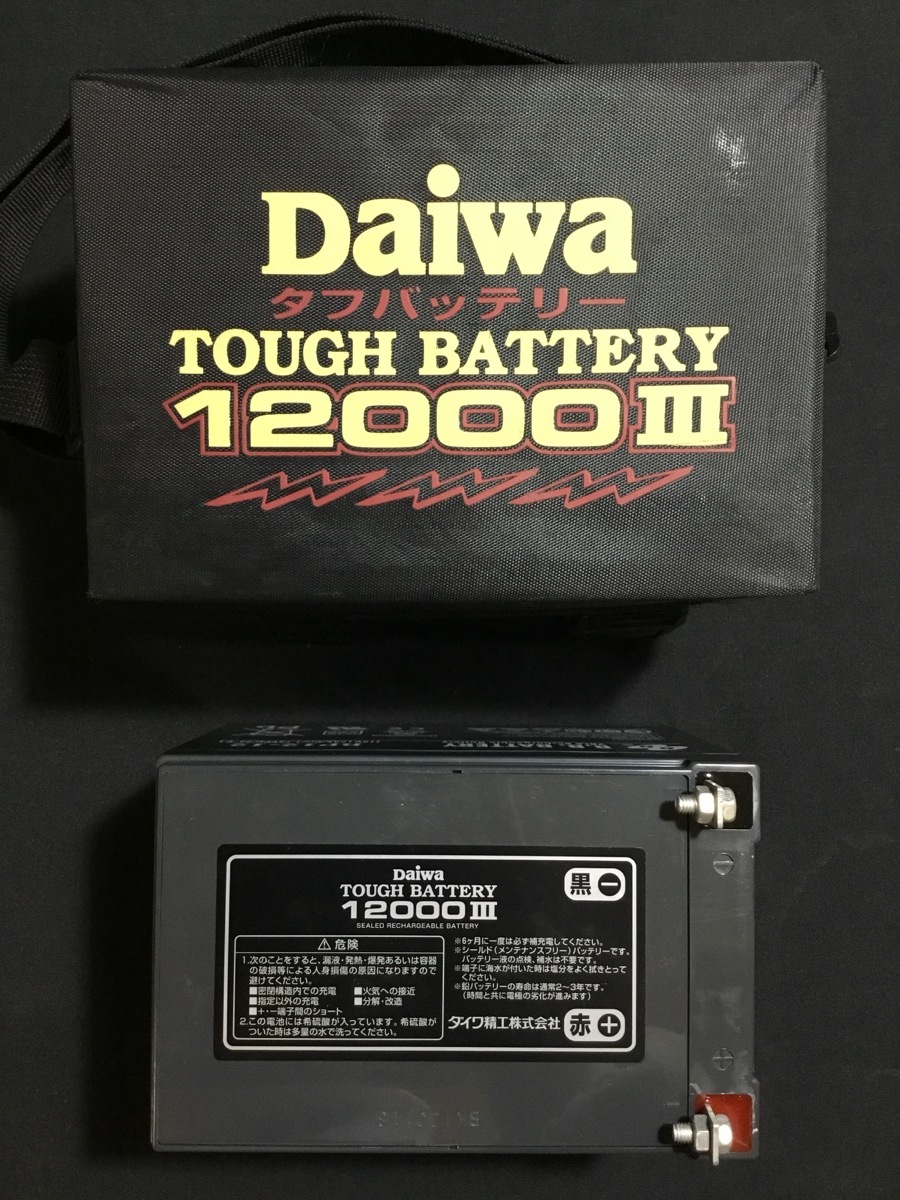 Daiwa
タフバッテリー
TOUGH BATTERY
12000III
Daiwa
TOUGH BATTERY
12000III
SEALED RECHARGEABLE BATTERY
黒 −
⚠危険
1.次のことをすると、漏液・発熱・爆発あるいは容器
の破損等による人身損傷の原因になりますので
避けてください。
■密閉構造内での充電 ■火気への接近
■指定以外の充電 ■分解・改造
■+・−端子間のショート
2.この電池には希硫酸が入っています。希硫酸が
ついた時は多量の水で洗ってください。
※6ヶ月に一度は必ず補充電してください。
※シールド(メンテナンスフリー)バッテリーです。
バッテリー液の点検、補水は不要です。
※端子に海水が付いた時は塩分をよく拭きとって
ください。
※鉛バッテリーの寿命は通常2〜3年です。
(時間と共に電極の劣化が進みます)
ダイワ精工株式会社
赤 +